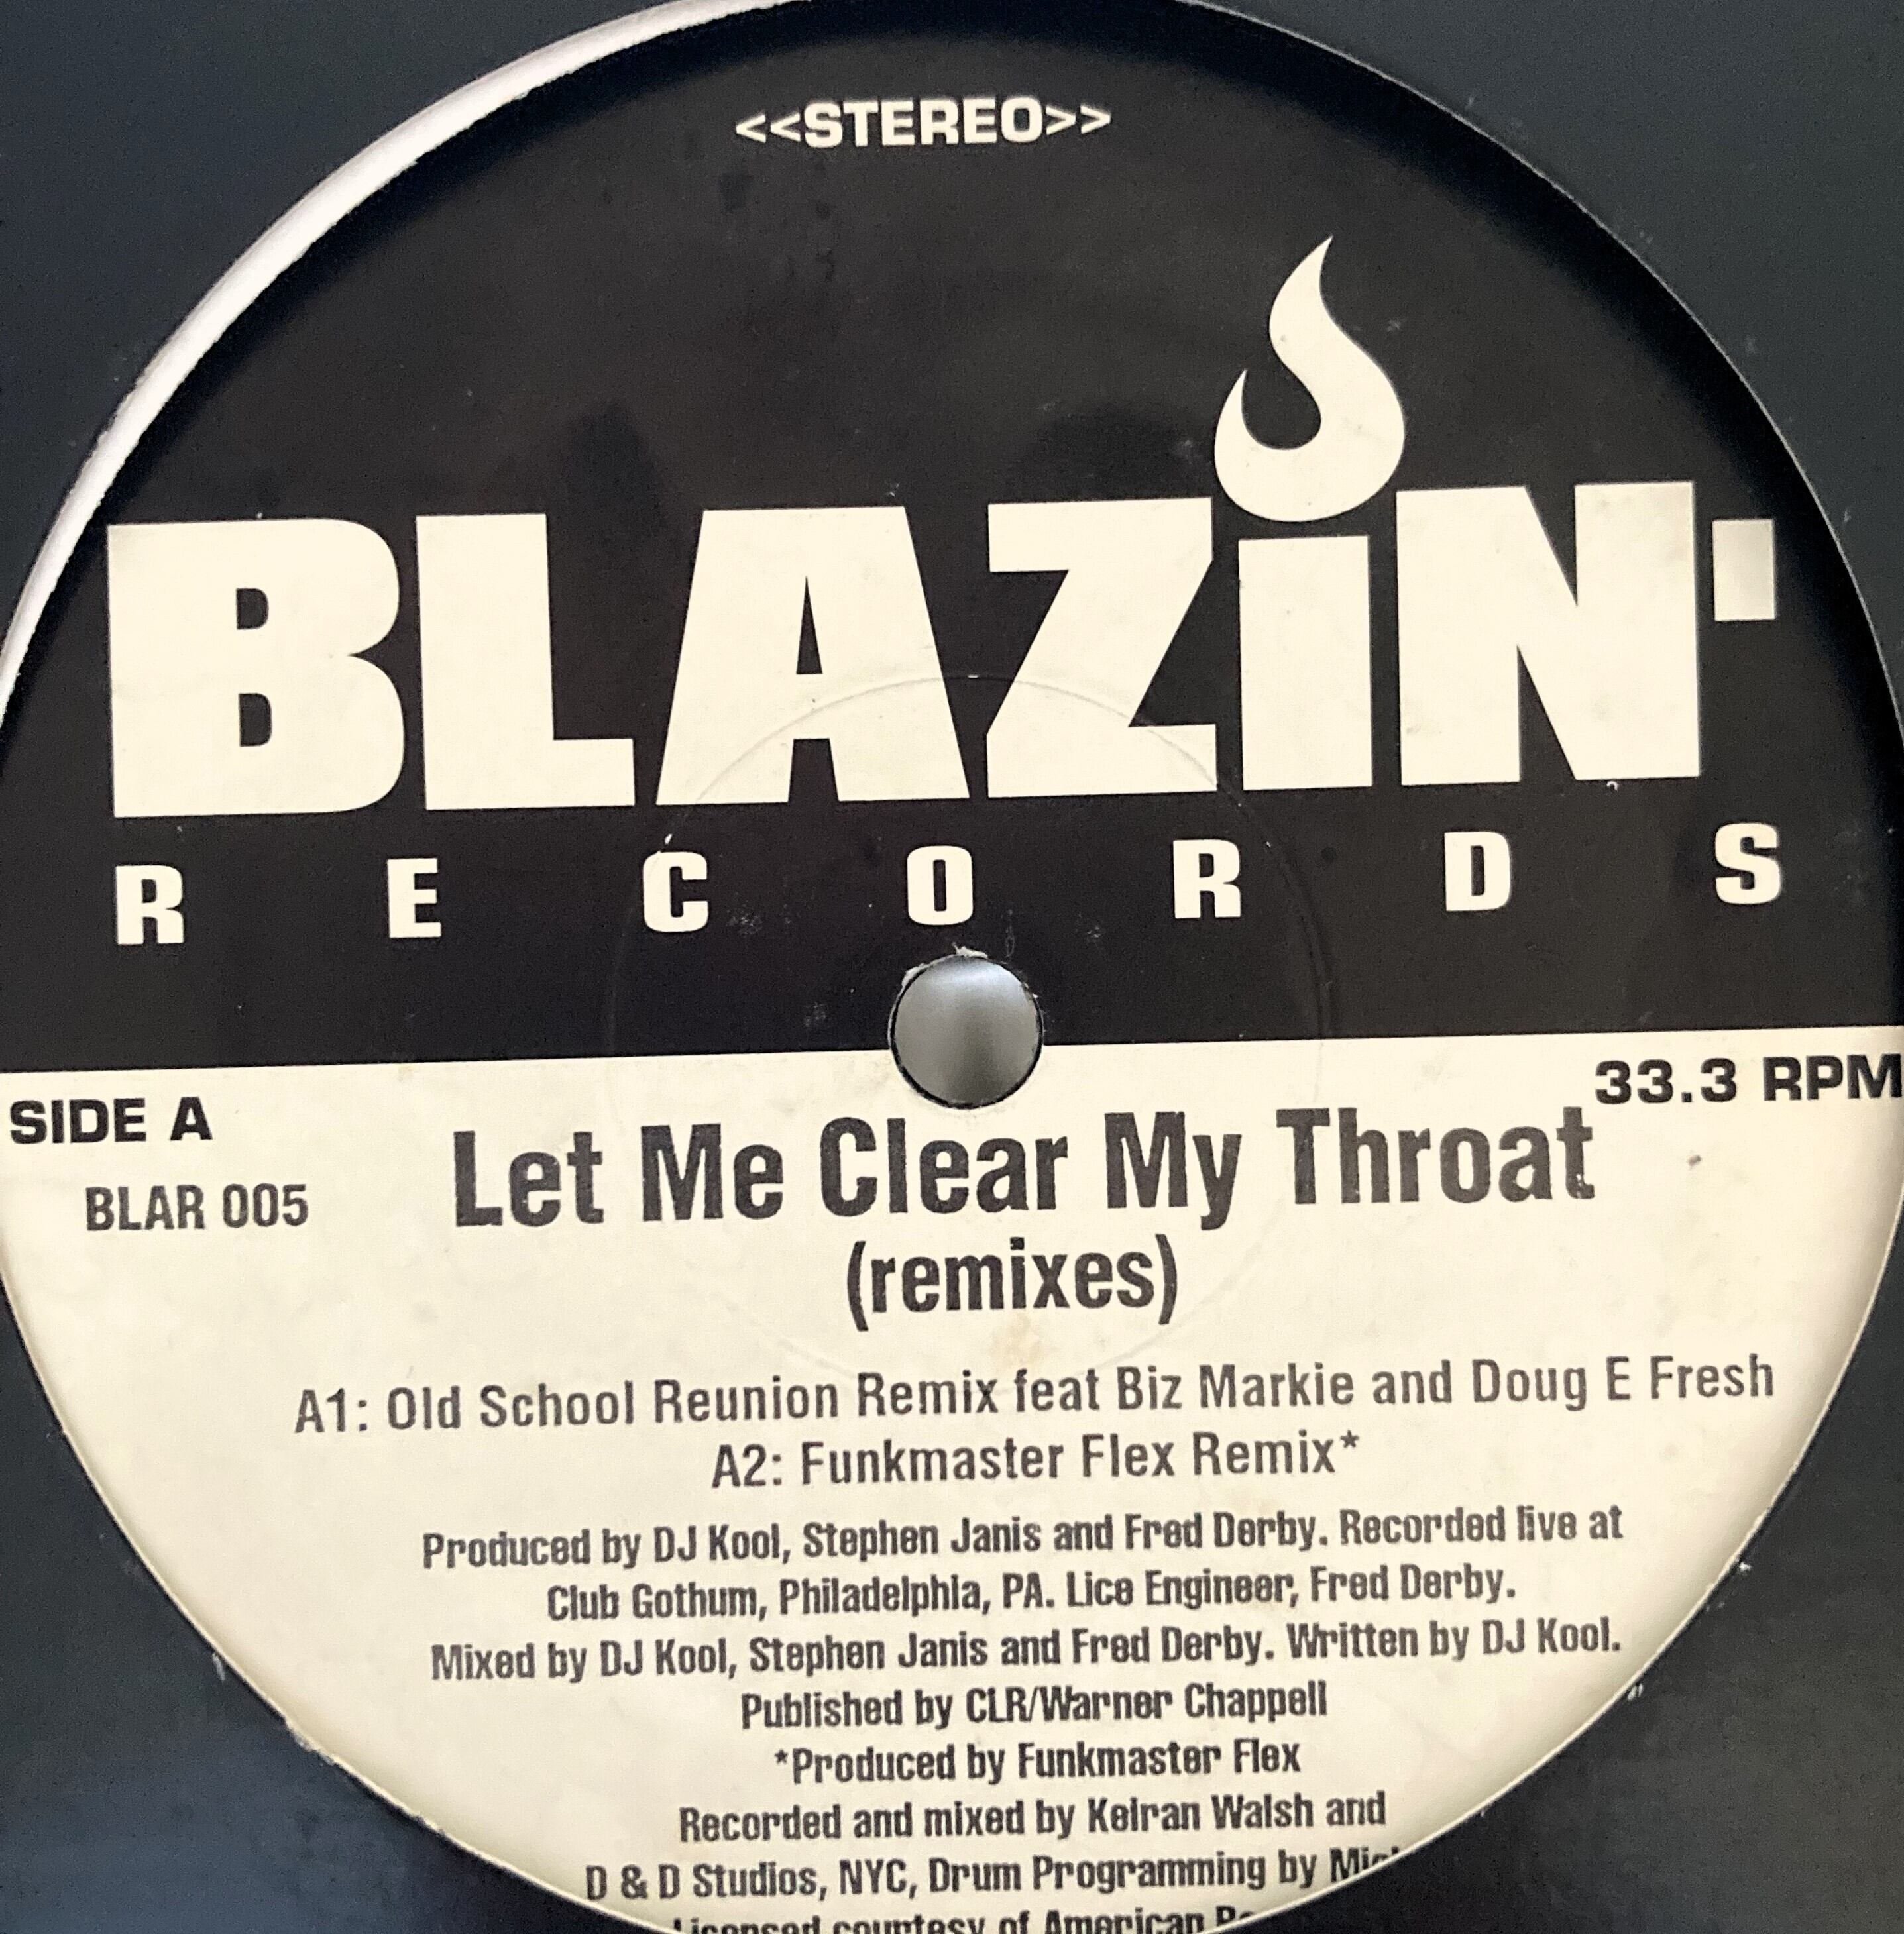 <<STEREO>>
BLAZiN'
RECORDS
SIDE A
33.3 RPM
BLAR 005
Let Me Clear My Throat
(remixes)
A1: Old School Reunion Remix feat Biz Markie and Doug E Fresh
A2: Funkmaster Flex Remix*
Produced by DJ Kool, Stephen Janis and Fred Derby. Recorded live at
Club Gothum, Philadelphia, PA. Lice Engineer, Fred Derby.
Mixed by DJ Kool, Stephen Janis and Fred Derby. Written by DJ Kool.
Published by CLR/Warner Chappell
*Produced by Funkmaster Flex
Recorded and mixed by Keiran Walsh and
D & D Studios, NYC, Drum Programming by
Licensed courtesy of American